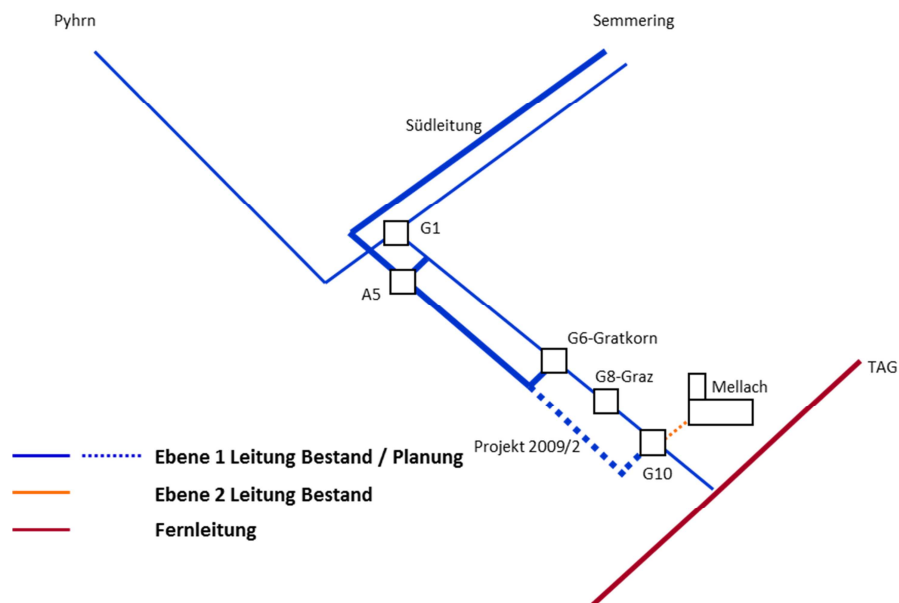 Pyhrn
Semmering
Südleitung
G1
A5
G6-Gratkorn
TAG
G8-Graz
Mellach
Projekt 2009/2
G10
Ebene 1 Leitung Bestand / Planung
Ebene 2 Leitung Bestand
Fernleitung